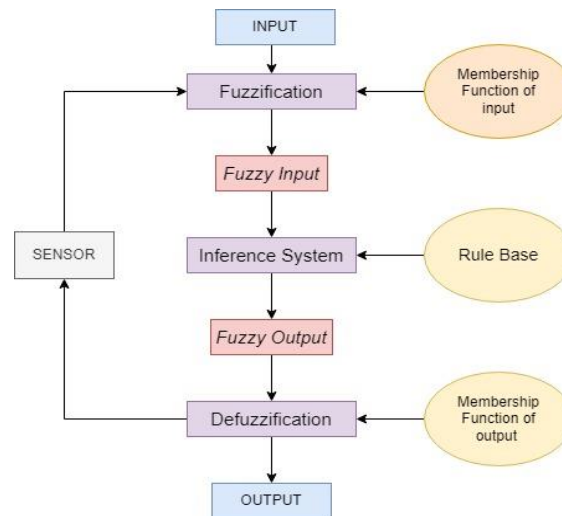 INPUT
Fuzzification
Membership
Function of
input
Fuzzy Input
SENSOR
Inference System
Rule Base
Fuzzy Output
Defuzzification
Membership
Function of
output
OUTPUT